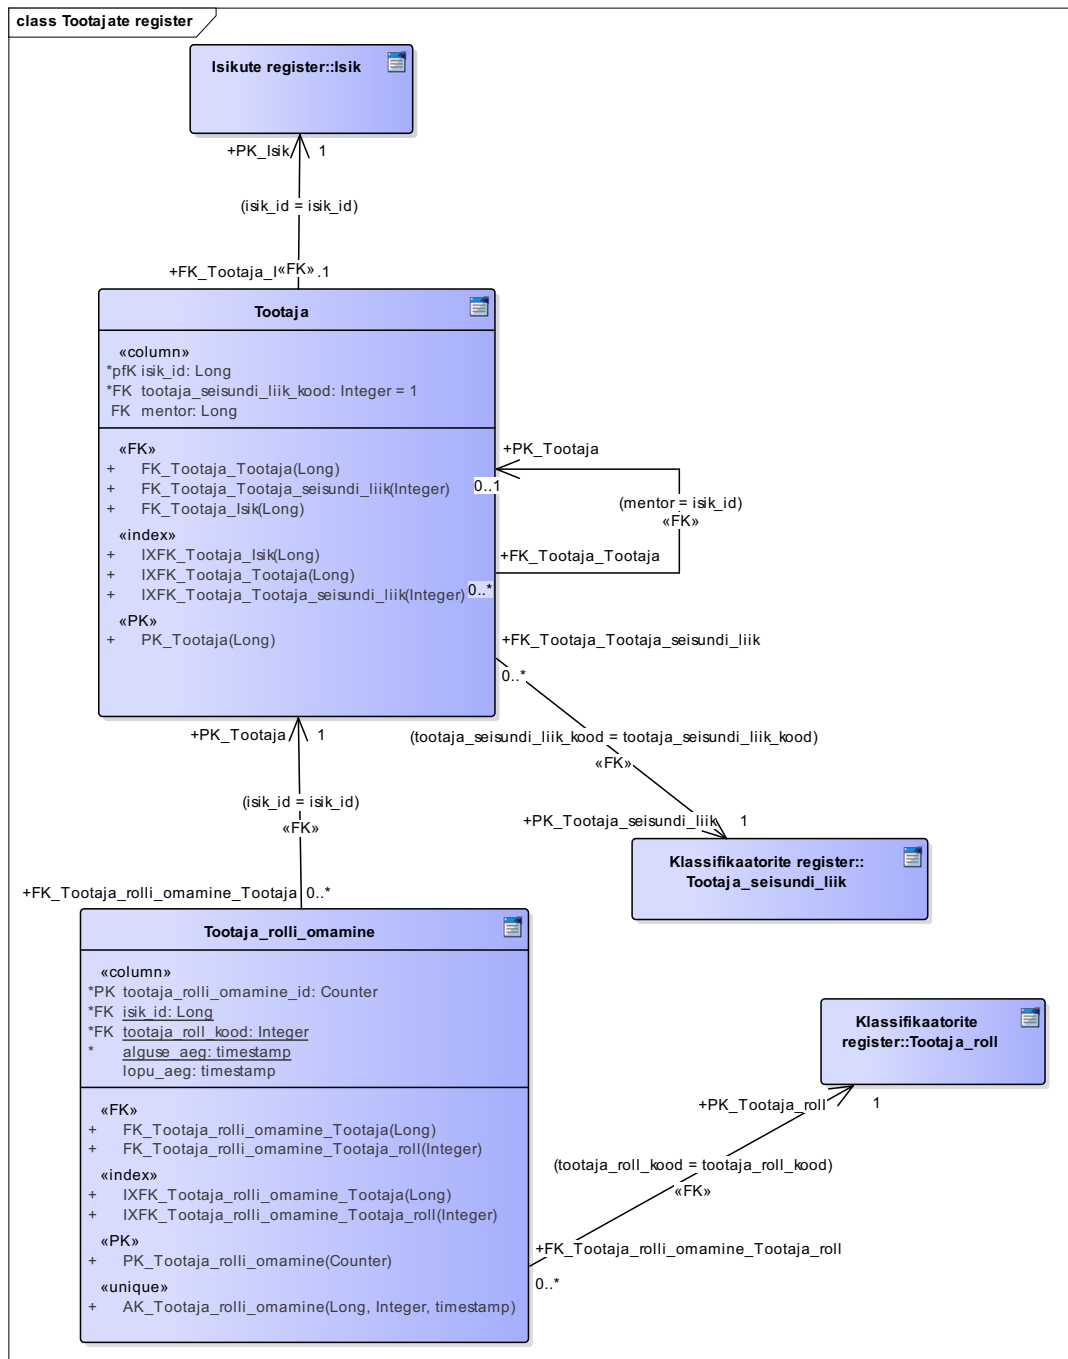 class Tootajate register
Isikute register::Isik
+PK_Isik
1
(isik_id = isik_id)
+FK_Tootaja_I
«FK»
.1
Tootaja
«column»
*pfK isik_id: Long
*FK tootaja_seisundi_liik_kood: Integer = 1
FK mentor: Long
«FK»
+ FK_Tootaja_Tootaja(Long)
+ FK_Tootaja_Tootaja_seisundi_liik(Integer)
+ FK_Tootaja_Isik(Long)
«index»
+ IXFK_Tootaja_Isik(Long)
+ IXFK_Tootaja_Tootaja(Long)
+ IXFK_Tootaja_Tootaja_seisundi_liik(Integer)
«PK»
+ PK_Tootaja(Long)
+PK_Tootaja
0..1
(mentor = isik_id)
«FK»
+FK_Tootaja_Tootaja
0..*
+FK_Tootaja_Tootaja_seisundi_liik
0..*
(tootaja_seisundi_liik_kood = tootaja_seisundi_liik_kood)
«FK»
+PK_Tootaja_seisundi_liik
1
Klassifikaatorite register::
Tootaja_seisundi_liik
+PK_Tootaja
1
(isik_id = isik_id)
«FK»
+FK_Tootaja_rolli_omamine_Tootaja
0..*
Tootaja_rolli_omamine
«column»
*PK tootaja_rolli_omamine_id: Counter
*FK isik_id: Long
*FK tootaja_roll_kood: Integer
* alguse_aeg: timestamp
lopu_aeg: timestamp
«FK»
+ FK_Tootaja_rolli_omamine_Tootaja(Long)
+ FK_Tootaja_rolli_omamine_Tootaja_roll(Integer)
«index»
+ IXFK_Tootaja_rolli_omamine_Tootaja(Long)
+ IXFK_Tootaja_rolli_omamine_Tootaja_roll(Integer)
«PK»
+ PK_Tootaja_rolli_omamine(Counter)
«unique»
+ AK_Tootaja_rolli_omamine(Long, Integer, timestamp)
Klassifikaatorite
register::Tootaja_roll
+PK_Tootaja_roll
1
(tootaja_roll_kood = tootaja_roll_kood)
«FK»
+FK_Tootaja_rolli_omamine_Tootaja_roll
0..*